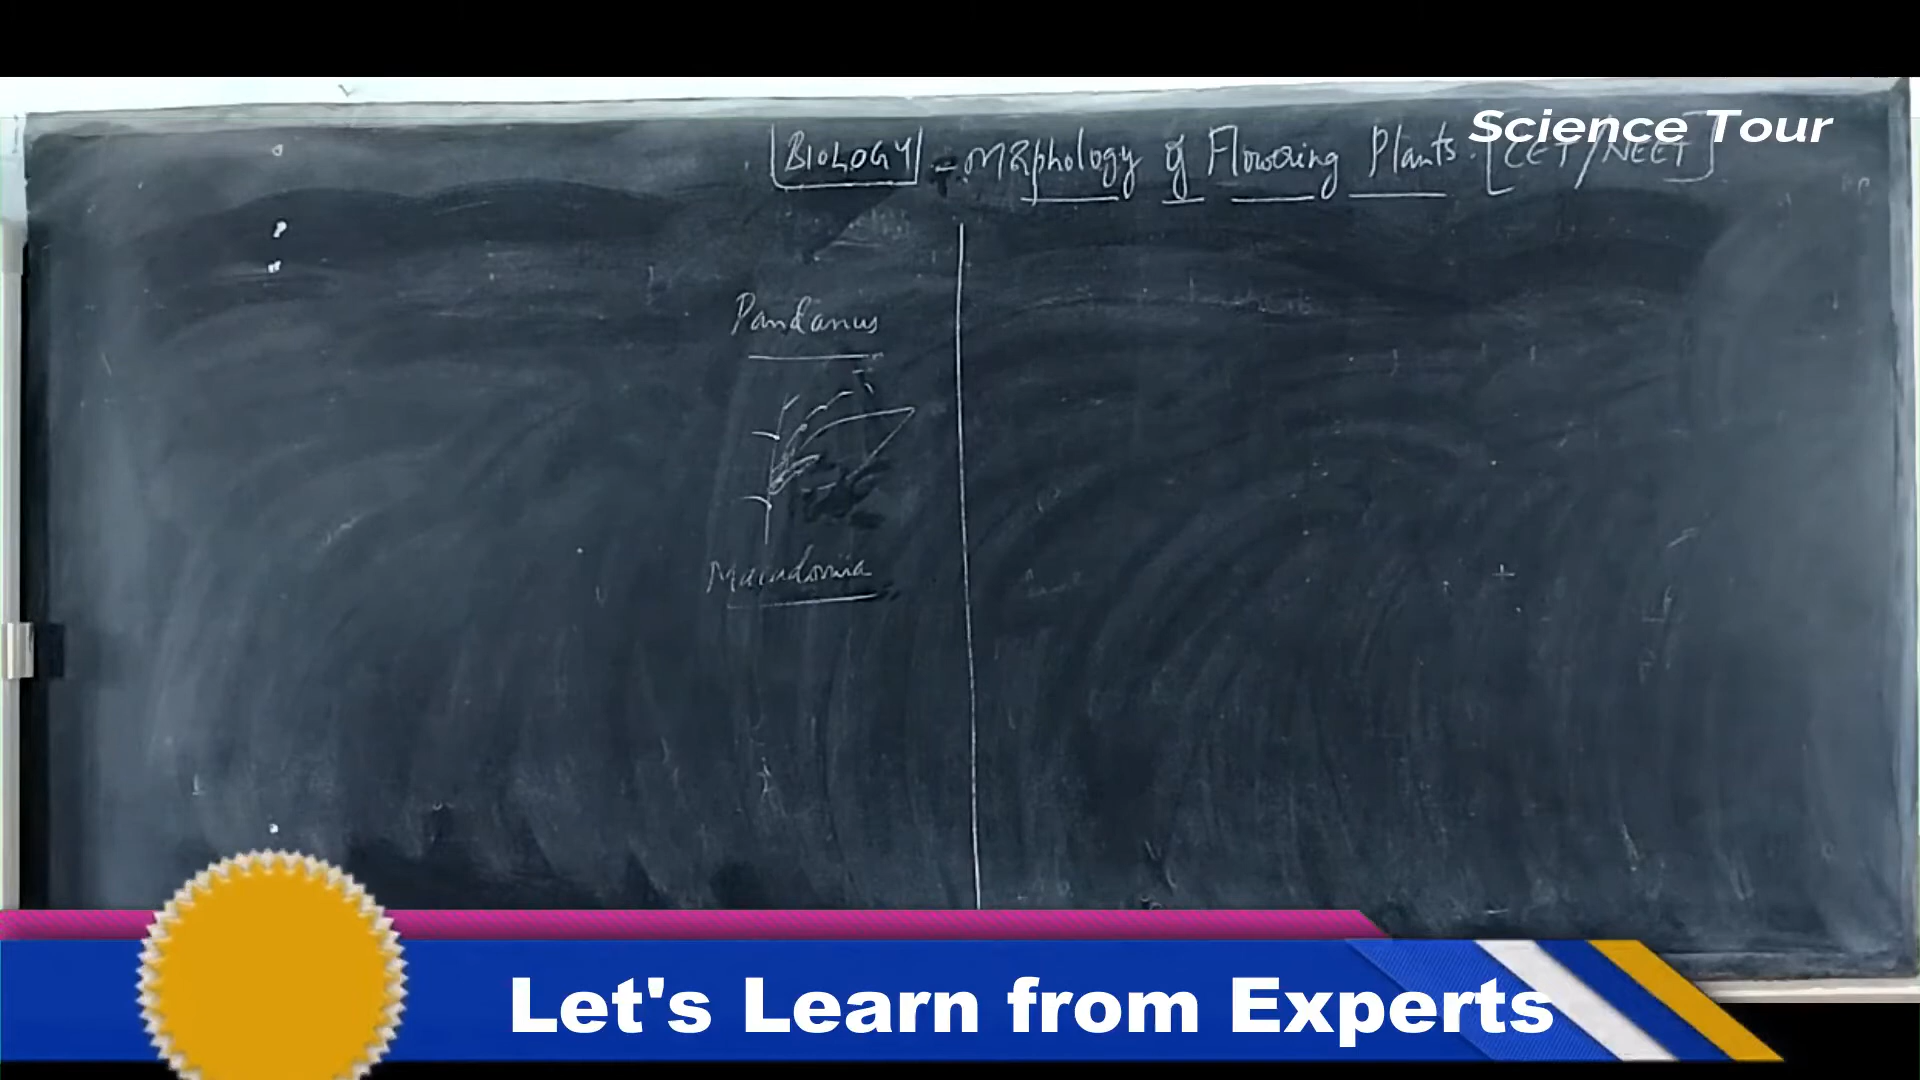 Science Tour
BIOLOGY - Morphology of Flowering Plants. [CET/NEET]
Pandanus
Macadamia
Let's Learn from Experts